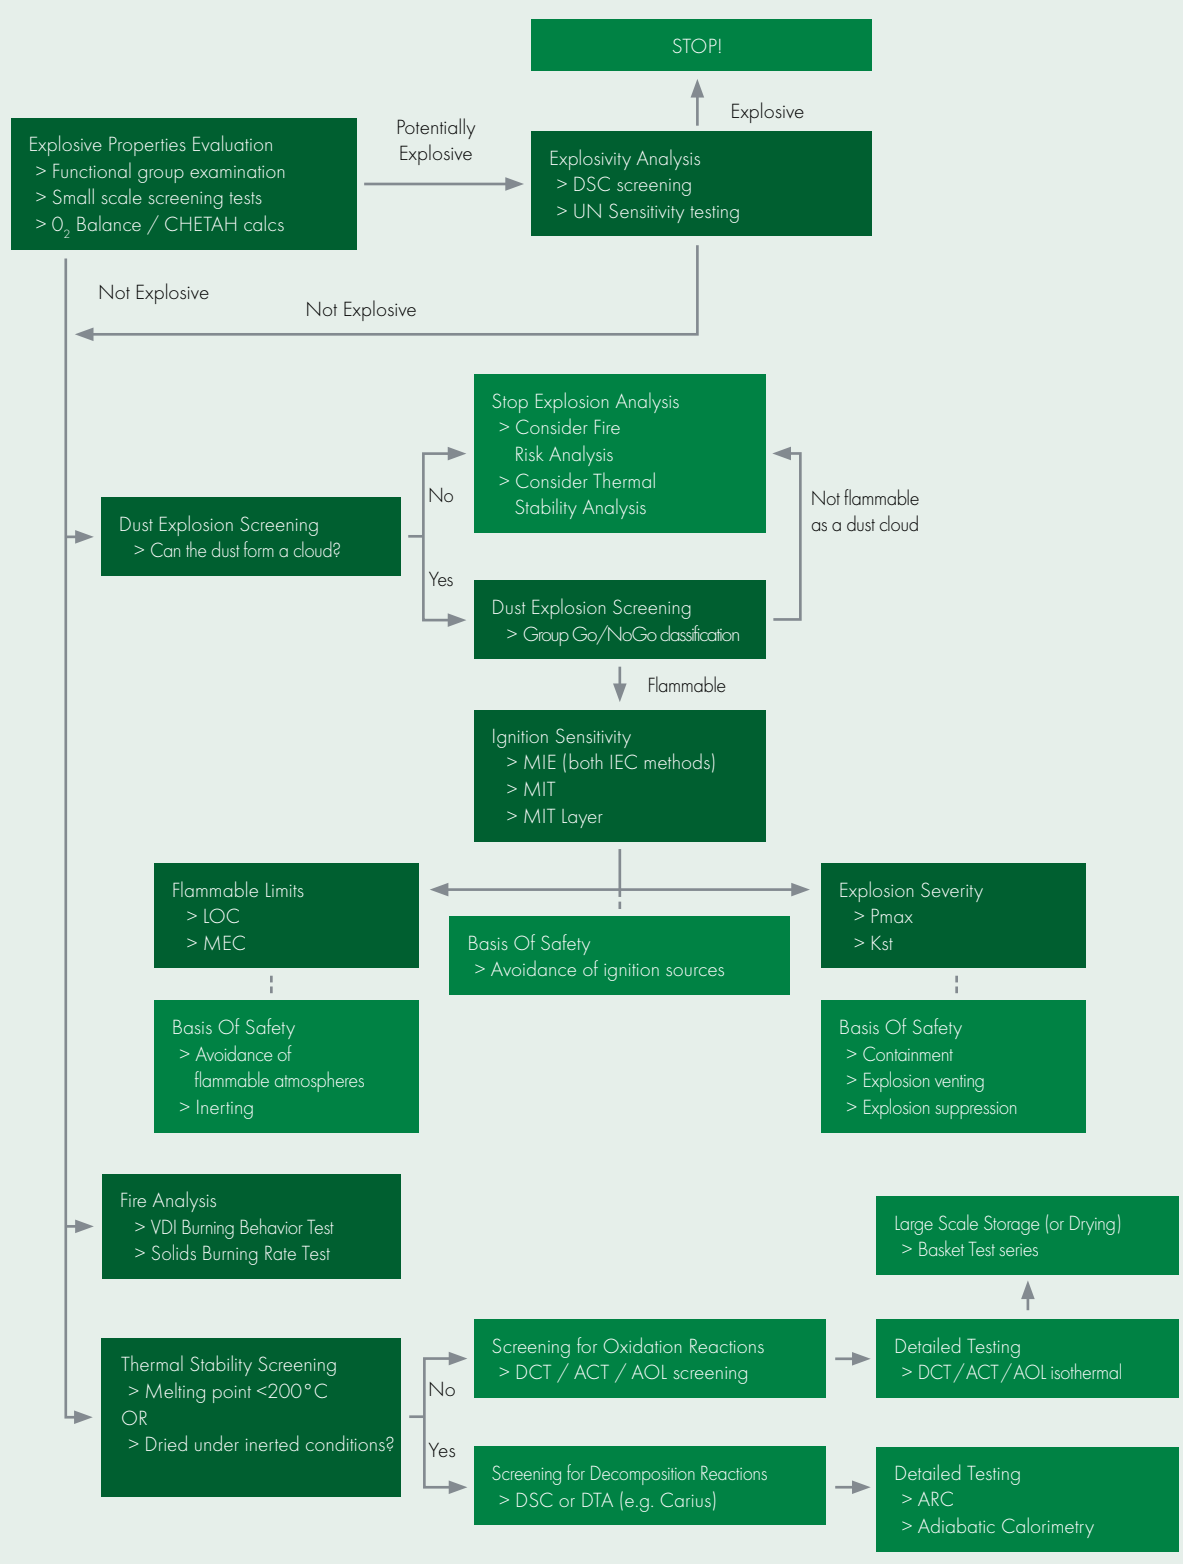 STOP!
Explosive
Potentially
Explosive
Explosive Properties Evaluation
> Functional group examination
> Small scale screening tests
> 0₂ Balance / CHETAH calcs
Explosivity Analysis
> DSC screening
> UN Sensitivity testing
Not Explosive
Not Explosive
Stop Explosion Analysis
> Consider Fire
Risk Analysis
> Consider Thermal
Stability Analysis
No
Not flammable
as a dust cloud
Dust Explosion Screening
> Can the dust form a cloud?
Yes
Dust Explosion Screening
> Group Go/NoGo classification
Flammable
Ignition Sensitivity
> MIE (both IEC methods)
> MIT
> MIT Layer
Flammable Limits
> LOC
> MEC
Basis Of Safety
> Avoidance of ignition sources
Explosion Severity
> Pmax
> Kst
Basis Of Safety
> Avoidance of
flammable atmospheres
> Inerting
Basis Of Safety
> Containment
> Explosion venting
> Explosion suppression
Fire Analysis
> VDI Burning Behavior Test
> Solids Burning Rate Test
Large Scale Storage (or Drying)
> Basket Test series
Thermal Stability Screening
> Melting point <200°C
OR
> Dried under inerted conditions?
No
Screening for Oxidation Reactions
> DCT / ACT / AOL screening
Detailed Testing
> DCT/ACT/AOL isothermal
Yes
Screening for Decomposition Reactions
> DSC or DTA (e.g. Carius)
Detailed Testing
> ARC
> Adiabatic Calorimetry